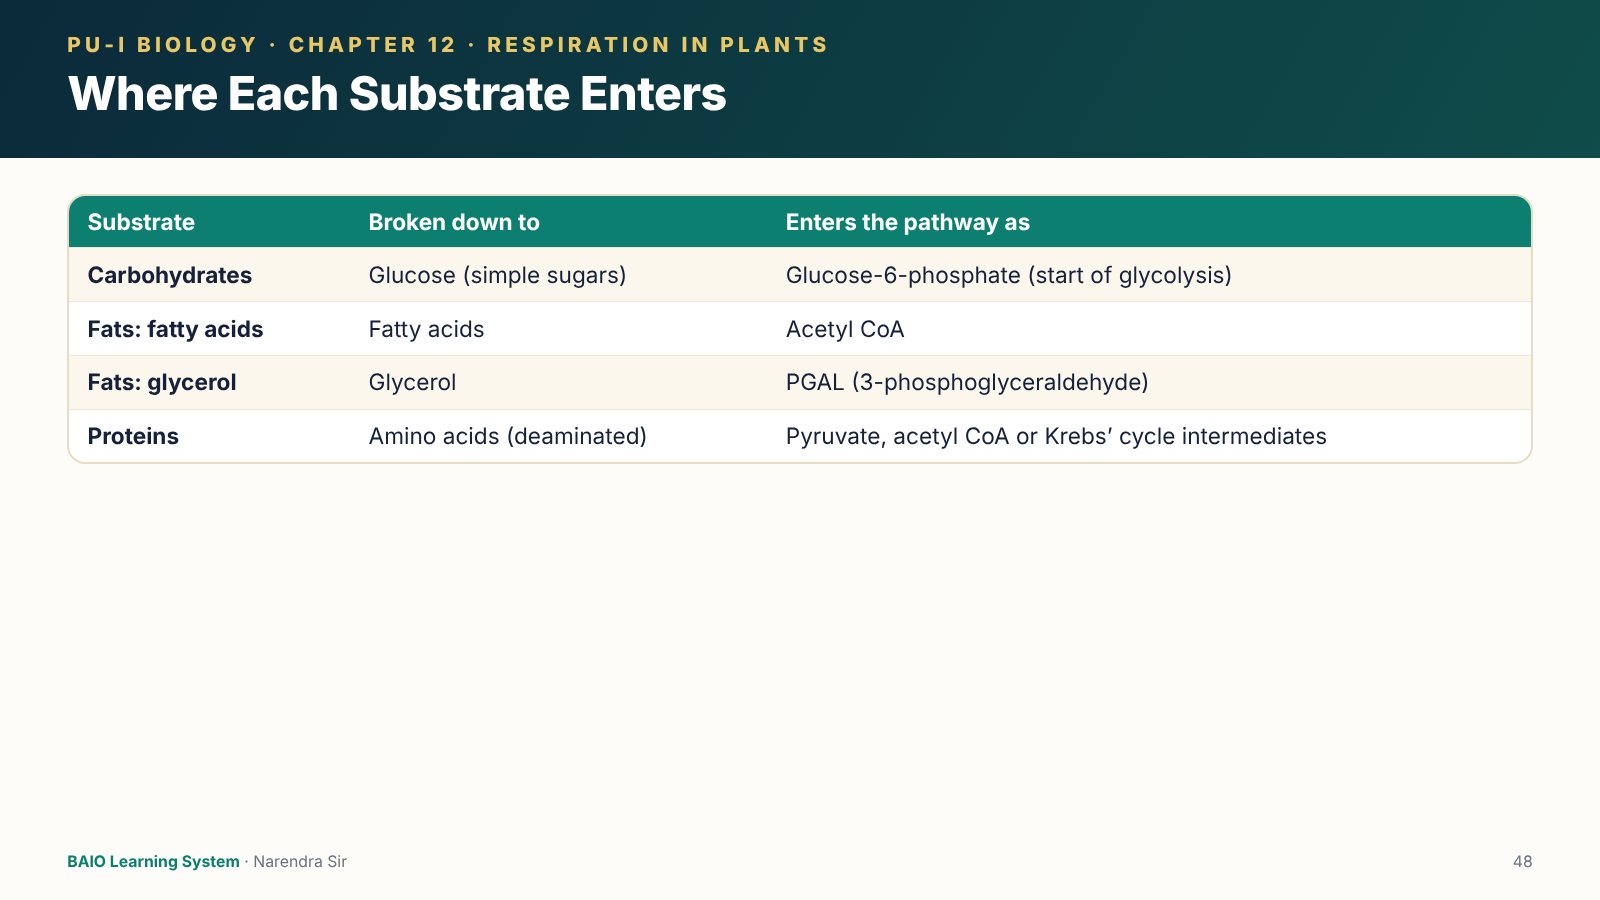 PU-I BIOLOGY · CHAPTER 12 · RESPIRATION IN PLANTS
Where Each Substrate Enters
Substrate Broken down to Enters the pathway as
Carbohydrates Glucose (simple sugars) Glucose-6-phosphate (start of glycolysis)
Fats: fatty acids Fatty acids Acetyl CoA
Fats: glycerol Glycerol PGAL (3-phosphoglyceraldehyde)
Proteins Amino acids (deaminated) Pyruvate, acetyl CoA or Krebs’ cycle intermediates
BAIO Learning System · Narendra Sir 48